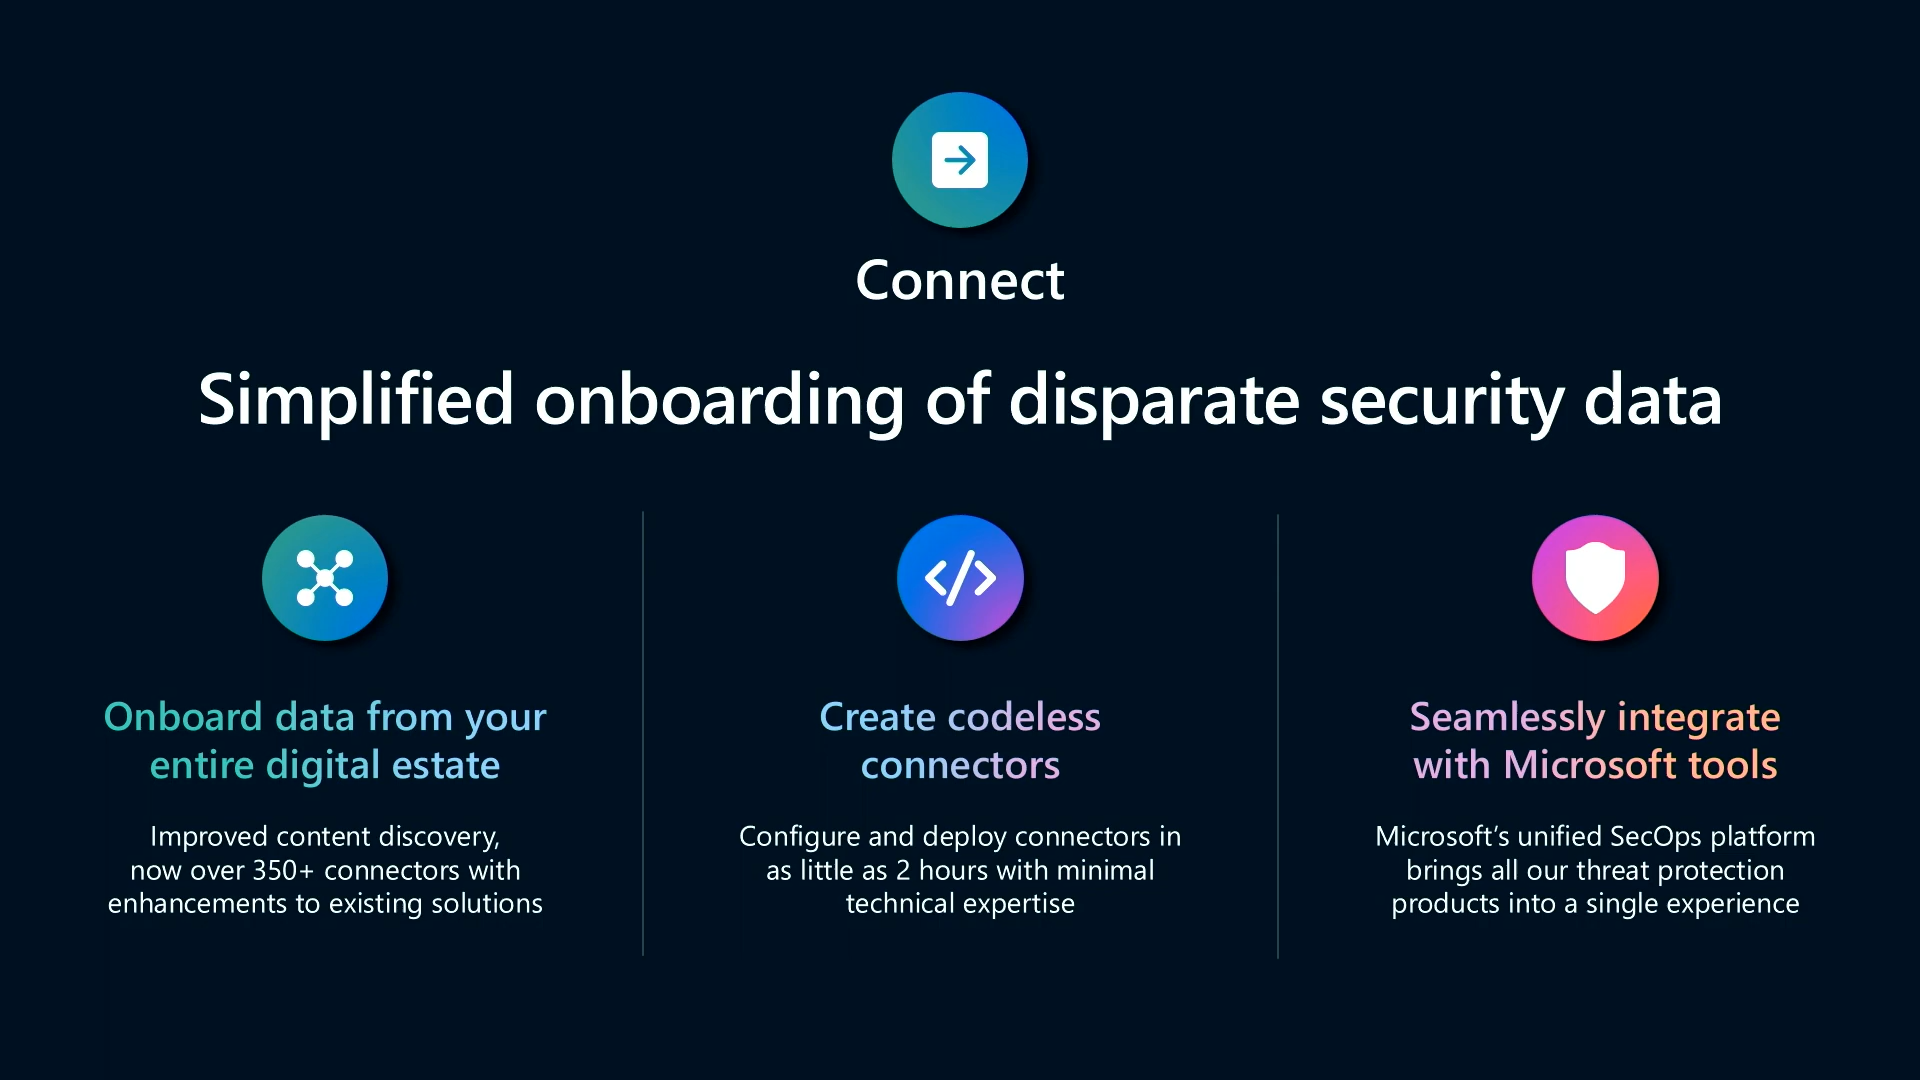 Connect
Simplified onboarding of disparate security data
Onboard data from your
entire digital estate
Improved content discovery,
now over 350+ connectors with
enhancements to existing solutions
Create codeless
connectors
Configure and deploy connectors in
as little as 2 hours with minimal
technical expertise
Seamlessly integrate
with Microsoft tools
Microsoft’s unified SecOps platform
brings all our threat protection
products into a single experience